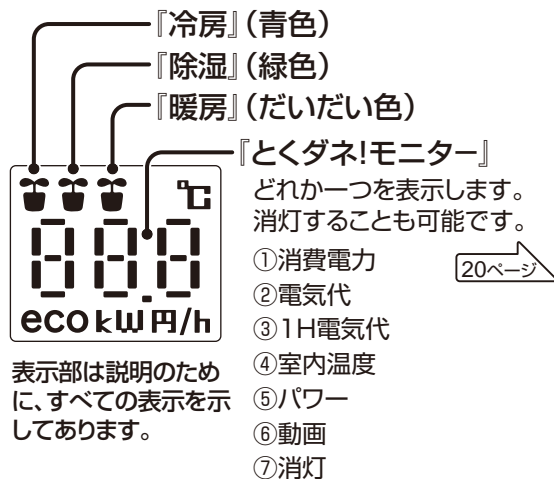 『冷房』（青色）
『除湿』（緑色）
『暖房』（だいだい色）
『とくダネ!モニター』
どれか一つを表示します。
消灯することも可能です。
①消費電力
②電気代
③1H電気代
④室内温度
⑤パワー
⑥動画
⑦消灯
20ページ
℃
88.8
eco kW 円/h
表示部は説明のため
に、すべての表示を示
してあります。